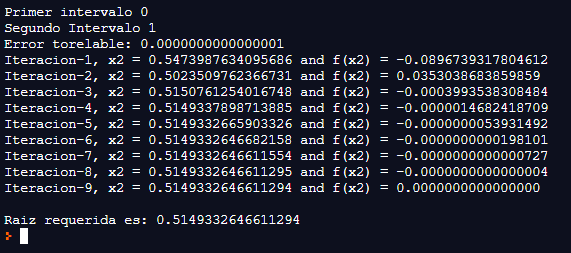 Primer intervalo 0
Segundo Intervalo 1
Error torelable: 0.0000000000000001
Iteracion-1, x2 = 0.5473987634095686 and f(x2) = -0.0896739317804612
Iteracion-2, x2 = 0.5023509762366731 and f(x2) = 0.0353038683859859
Iteracion-3, x2 = 0.5150761254016748 and f(x2) = -0.0003993538308484
Iteracion-4, x2 = 0.5149337898713885 and f(x2) = -0.0000014682418709
Iteracion-5, x2 = 0.5149332665903326 and f(x2) = -0.0000000053931492
Iteracion-6, x2 = 0.5149332646682158 and f(x2) = -0.0000000000198101
Iteracion-7, x2 = 0.5149332646611554 and f(x2) = -0.0000000000000727
Iteracion-8, x2 = 0.5149332646611295 and f(x2) = -0.0000000000000004
Iteracion-9, x2 = 0.5149332646611294 and f(x2) = 0.0000000000000000
Raiz requerida es: 0.5149332646611294
>